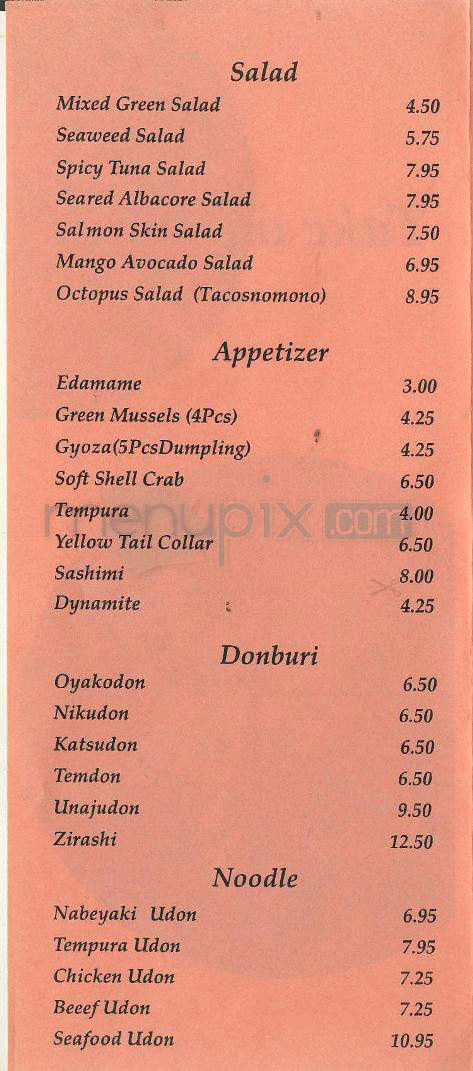 Salad
Mixed Green Salad 4.50
Seaweed Salad 5.75
Spicy Tuna Salad 7.95
Seared Albacore Salad 7.95
Salmon Skin Salad 7.50
Mango Avocado Salad 6.95
Octopus Salad (Tacosnomono) 8.95
Appetizer
Edamame 3.00
Green Mussels (4Pcs) 4.25
Gyoza(5PcsDumpling) 4.25
Soft Shell Crab 6.50
Tempura 4.00
menupix.com
Yellow Tail Collar 6.50
Sashimi 8.00
Dynamite 4.25
Donburi
Oyakodon 6.50
Nikudon 6.50
Katsudon 6.50
Temdon 6.50
Unajudon 9.50
Zirashi 12.50
Noodle
Nabeyaki Udon 6.95
Tempura Udon 7.95
Chicken Udon 7.25
Beeef Udon 7.25
Seafood Udon 10.95